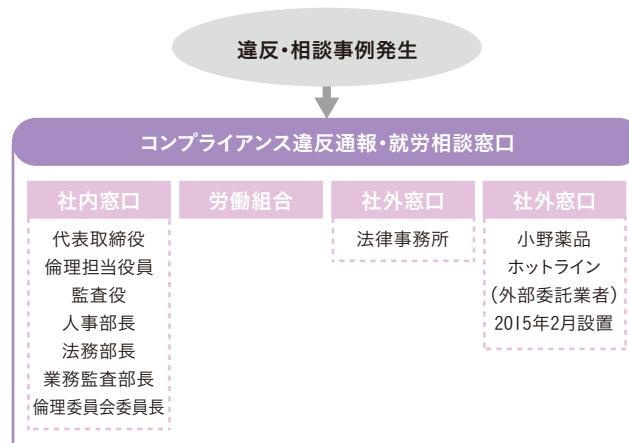 違反・相談事例発生
コンプライアンス違反通報・就労相談窓口
社内窓口
代表取締役
倫理担当役員
監査役
人事部長
法務部長
業務監査部長
倫理委員会委員長
労働組合
社外窓口
法律事務所
社外窓口
小野薬品
ホットライン
(外部委託業者)
2015年2月設置